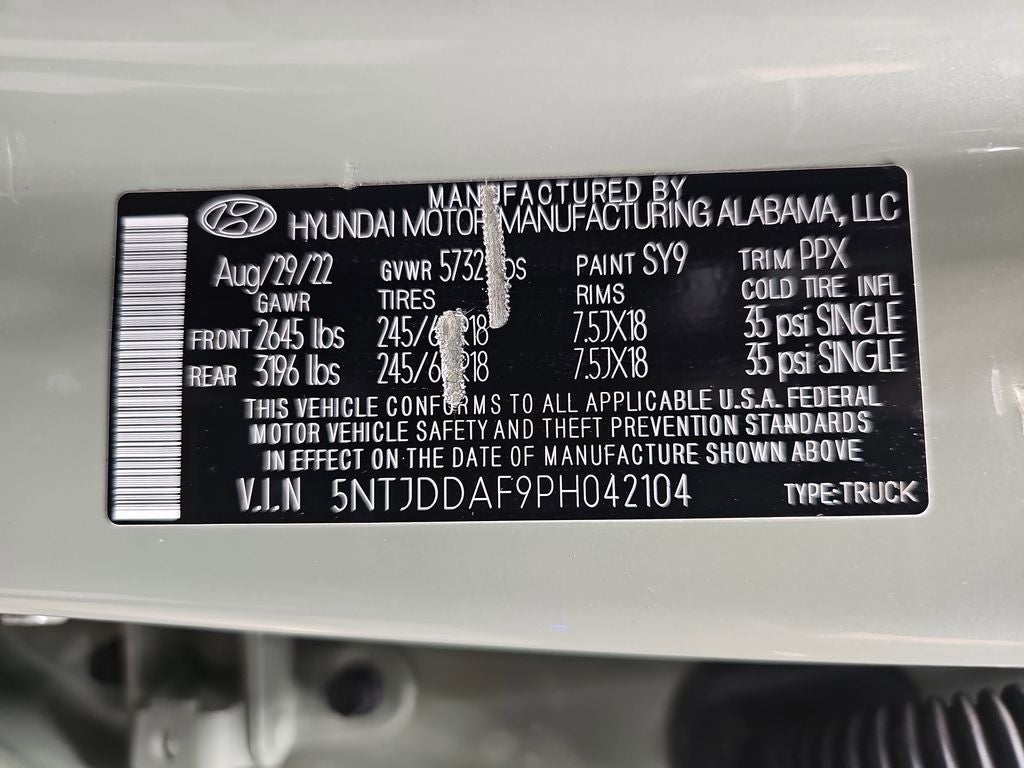 MANUFACTURED BY
HYUNDAI MOTOR MANUFACTURING ALABAMA, LLC
Aug/29/22 GVWR PAINT SY9 TRIM PPX
GAWR TIRES RIMS COLD TIRE INFL
FRONT 2645 lbs 7.5JX18 35 psi SINGLE
REAR 3196 lbs 7.5JX18 35 psi SINGLE
THIS VEHICLE CONFORMS TO ALL APPLICABLE U.S.A. FEDERAL
MOTOR VEHICLE SAFETY AND THEFT PREVENTION STANDARDS
IN EFFECT ON THE DATE OF MANUFACTURE SHOWN ABOVE
V.I.N 5NTJDDAF9PH042104 TYPE:TRUCK